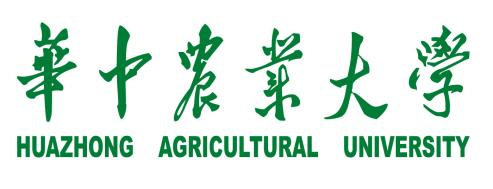 華中農業大學
HUAZHONG AGRICULTURAL UNIVERSITY